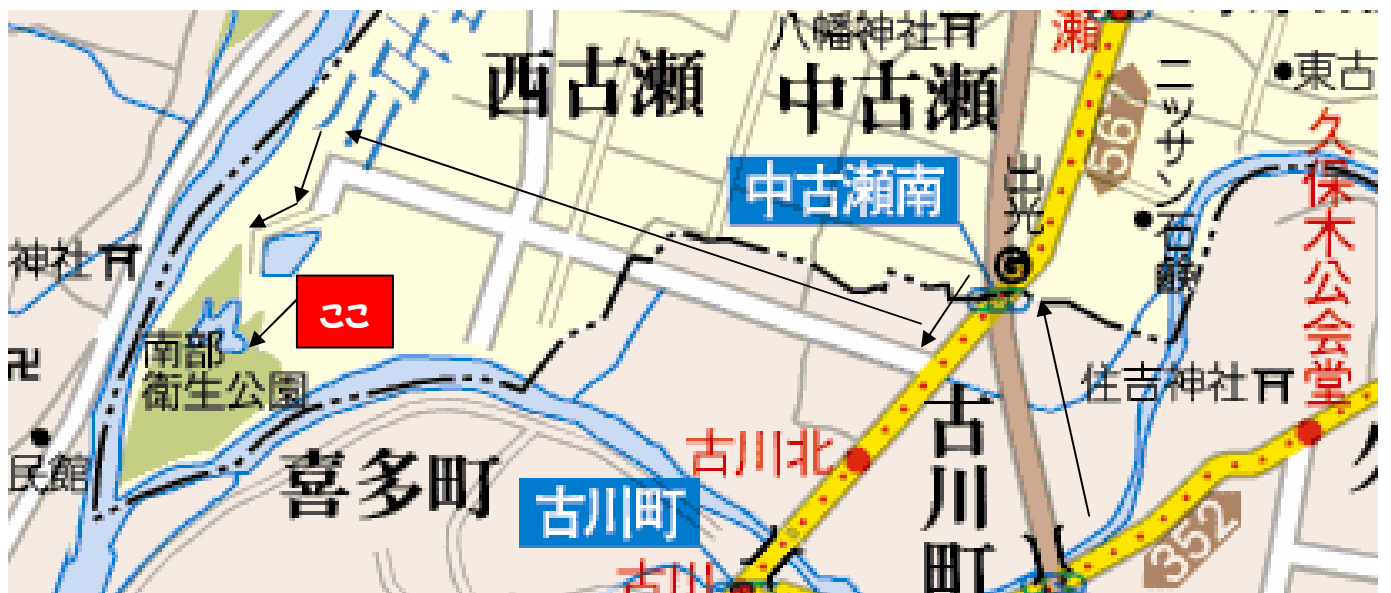 八幡神社
瀬
567
ニッサン石鹸
東古
西古瀬
中古瀬
久保木公会堂
中古瀬南
出光
G
神社
ここ
南部
衛生公園
住吉神社
古川町
古川北
民館
喜多町
古川町
352
古川